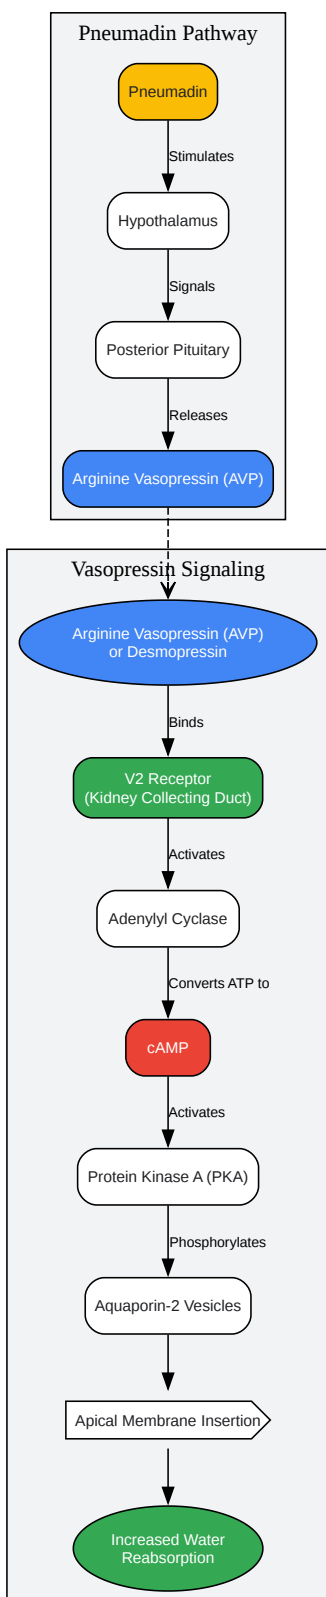 Pneumadin Pathway
Pneumadin
Stimulates
Hypothalamus
Signals
Posterior Pituitary
Releases
Arginine Vasopressin (AVP)
Vasopressin Signaling
Arginine Vasopressin (AVP)
or Desmopressin
Binds
V2 Receptor
(Kidney Collecting Duct)
Activates
Adenylyl Cyclase
Converts ATP to
cAMP
Activates
Protein Kinase A (PKA)
Phosphorylates
Aquaporin-2 Vesicles
Apical Membrane Insertion
Increased Water
Reabsorption